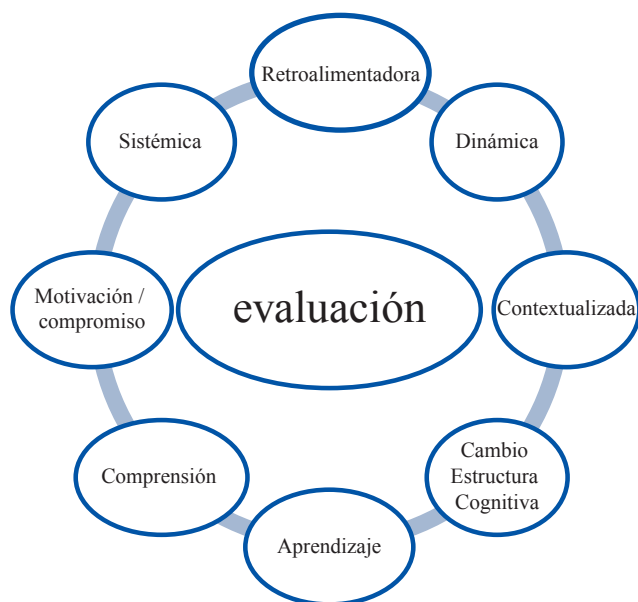 Retroalimentadora
Sistémica
Dinámica
Motivación /
compromiso
evaluación
Contextualizada
Comprensión
Cambio
Estructura
Cognitiva
Aprendizaje